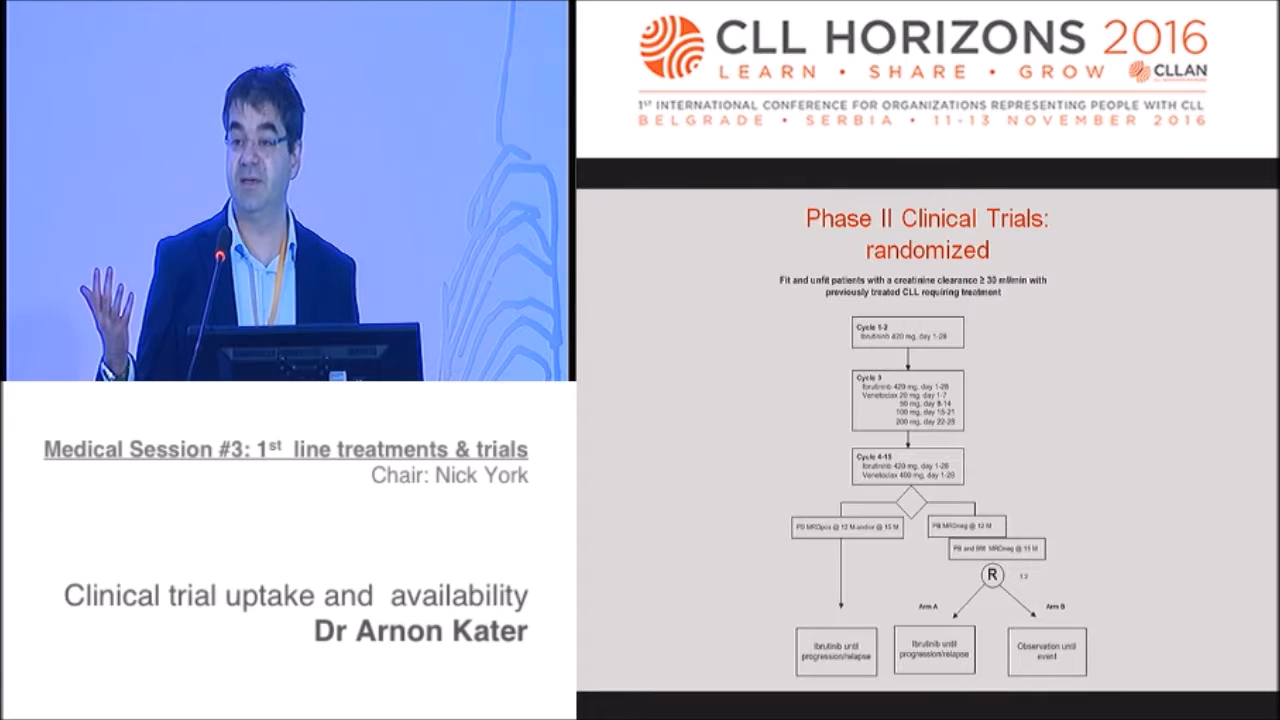 CLL HORIZONS 2016
LEARN • SHARE • GROW
CLLAN
1ST INTERNATIONAL CONFERENCE FOR ORGANIZATIONS REPRESENTING PEOPLE WITH CLL
BELGRADE • SERBIA • 11-13 NOVEMBER 2016
Medical Session #3: 1st line treatments & trials
Chair: Nick York
Clinical trial uptake and availability
Dr Arnon Kater
Phase II Clinical Trials:
randomized
Fit and unfit patients with a creatinine clearance ≥ 30 ml/min with
previously treated CLL requiring treatment
Cycle 1-2
Ibrutinib 420 mg, day 1-28
Cycle 3
Ibrutinib 420 mg, day 1-28
Venetoclax 20 mg, day 1-7
50 mg, day 8-14
100 mg, day 15-21
200 mg, day 22-28
Cycle 4-15
Ibrutinib 420 mg, day 1-28
Venetoclax 400 mg, day 1-28
MRDpos @ 12 M and/or @ 15 M
PB MRDneg @ 12 M
PB and BM MRDneg @ 15 M
R
Arm A
Arm B
Ibrutinib until
progression/relapse
Ibrutinib until
progression/relapse
Observation until
event